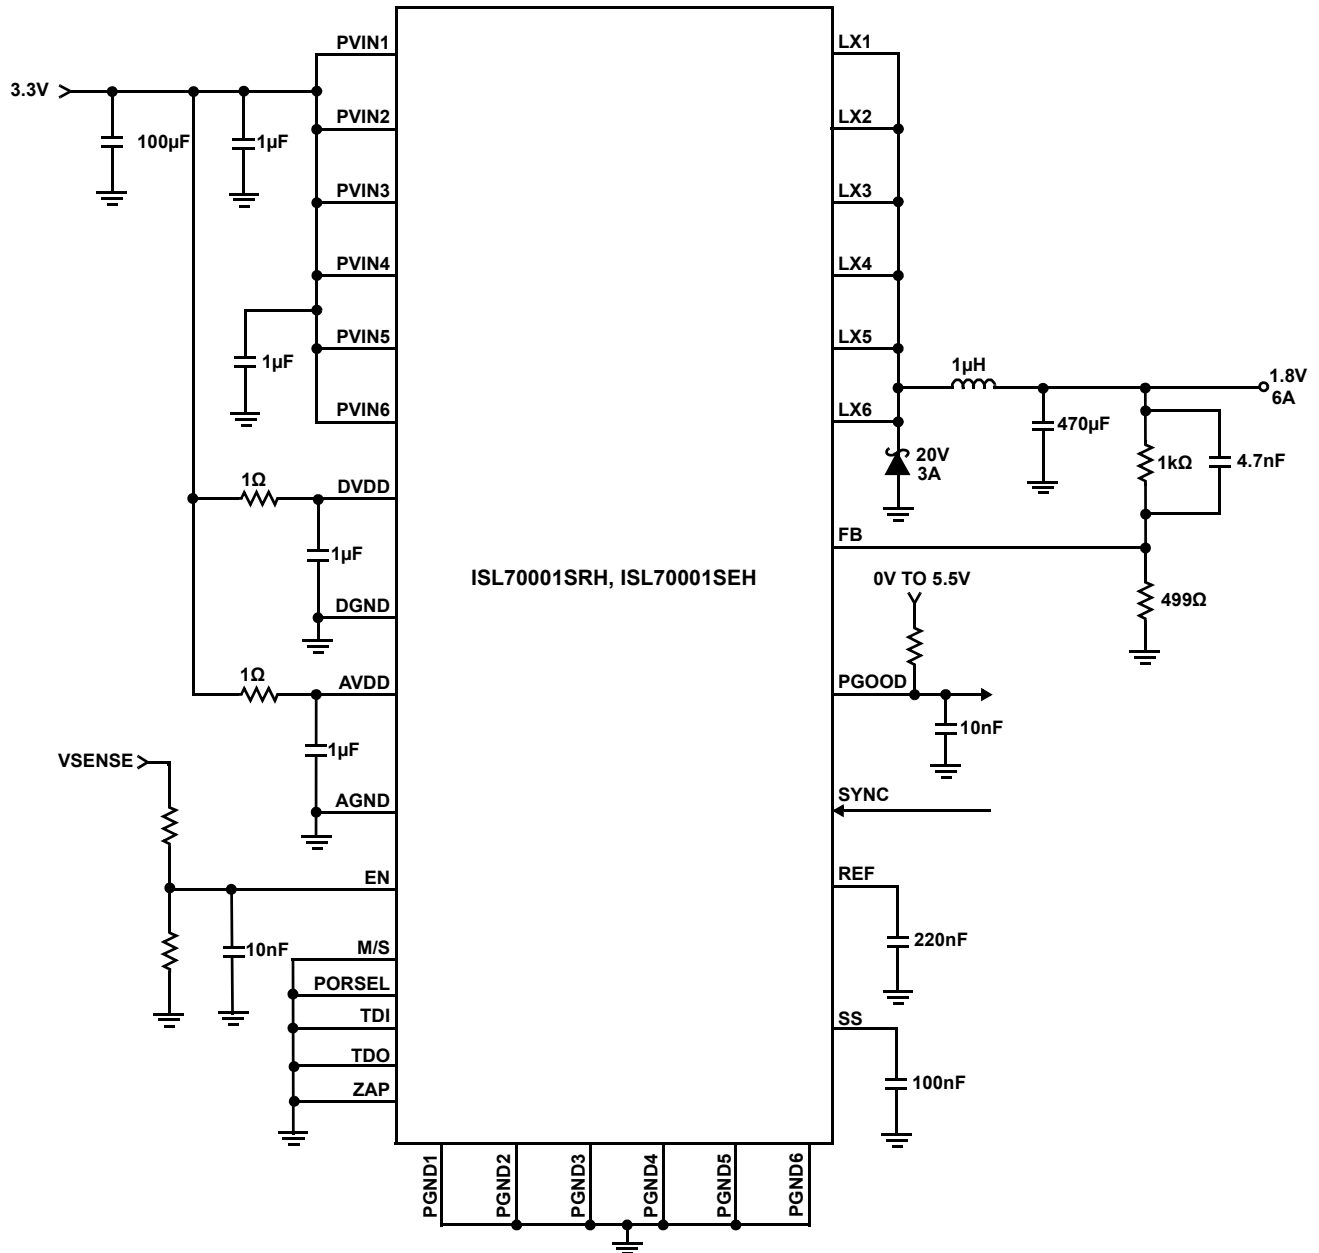 PVIN1
LX1
3.3V
100µF
1µF
PVIN2
LX2
PVIN3
LX3
PVIN4
LX4
1µF
PVIN5
LX5
1µH
1.8V
6A
PVIN6
LX6
470µF
20V
3A
1kΩ
4.7nF
1Ω
DVDD
FB
1µF
ISL70001SRH, ISL70001SEH
0V TO 5.5V
499Ω
DGND
1Ω
AVDD
PGOOD
10nF
1µF
VSENSE
AGND
SYNC
EN
REF
10nF
220nF
M/S
PORSEL
TDI
SS
TDO
100nF
ZAP
PGND1
PGND2
PGND3
PGND4
PGND5
PGND6